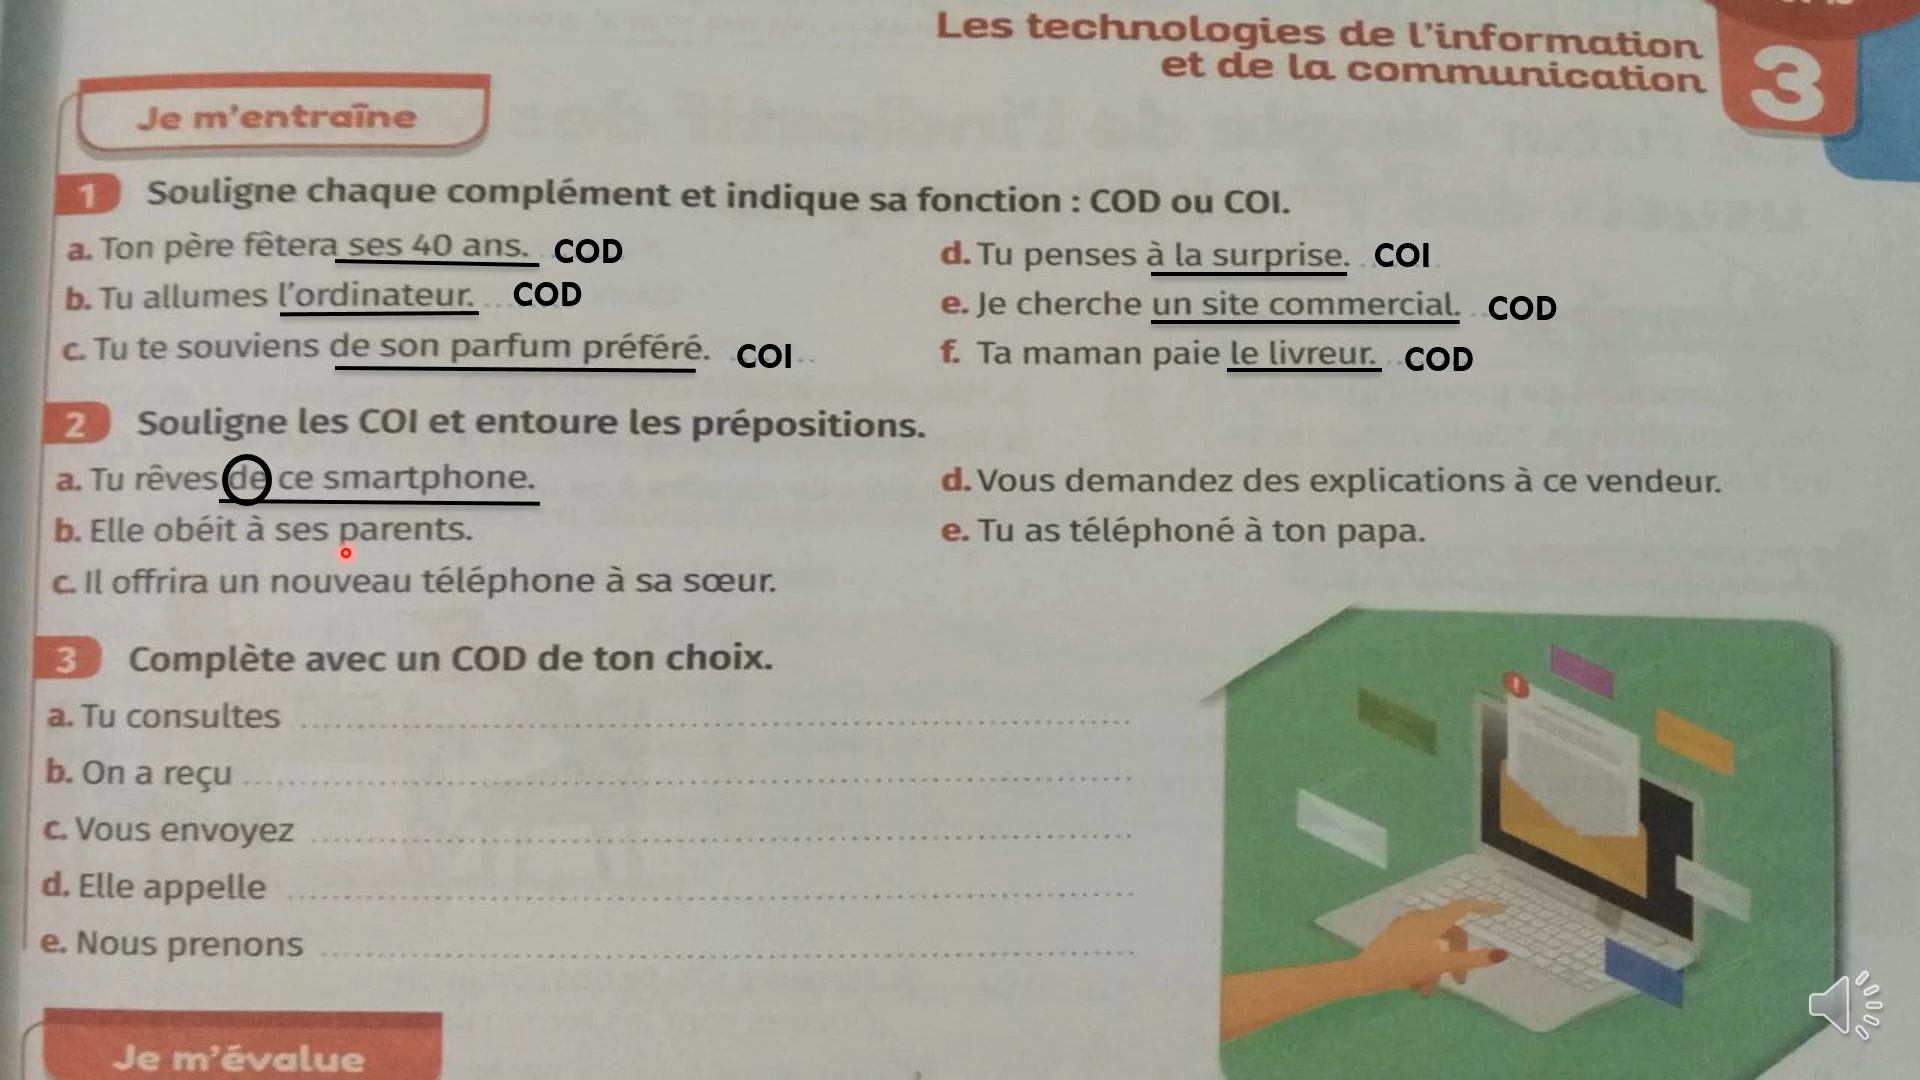 Les technologies de l'information
et de la communication
3
Je m'entraîne
1 Souligne chaque complément et indique sa fonction : COD ou COI.
a. Ton père fêtera ses 40 ans. COD
b. Tu allumes l'ordinateur. COD
c. Tu te souviens de son parfum préféré. COI
d. Tu penses à la surprise. COI
e. Je cherche un site commercial. COD
f. Ta maman paie le livreur. COD
2 Souligne les COI et entoure les prépositions.
a. Tu rêves de ce smartphone.
b. Elle obéit à ses parents.
c. Il offrira un nouveau téléphone à sa sœur.
d. Vous demandez des explications à ce vendeur.
e. Tu as téléphoné à ton papa.
3 Complète avec un COD de ton choix.
a. Tu consultes
b. On a reçu
c. Vous envoyez
d. Elle appelle
e. Nous prenons
Je m'évalue